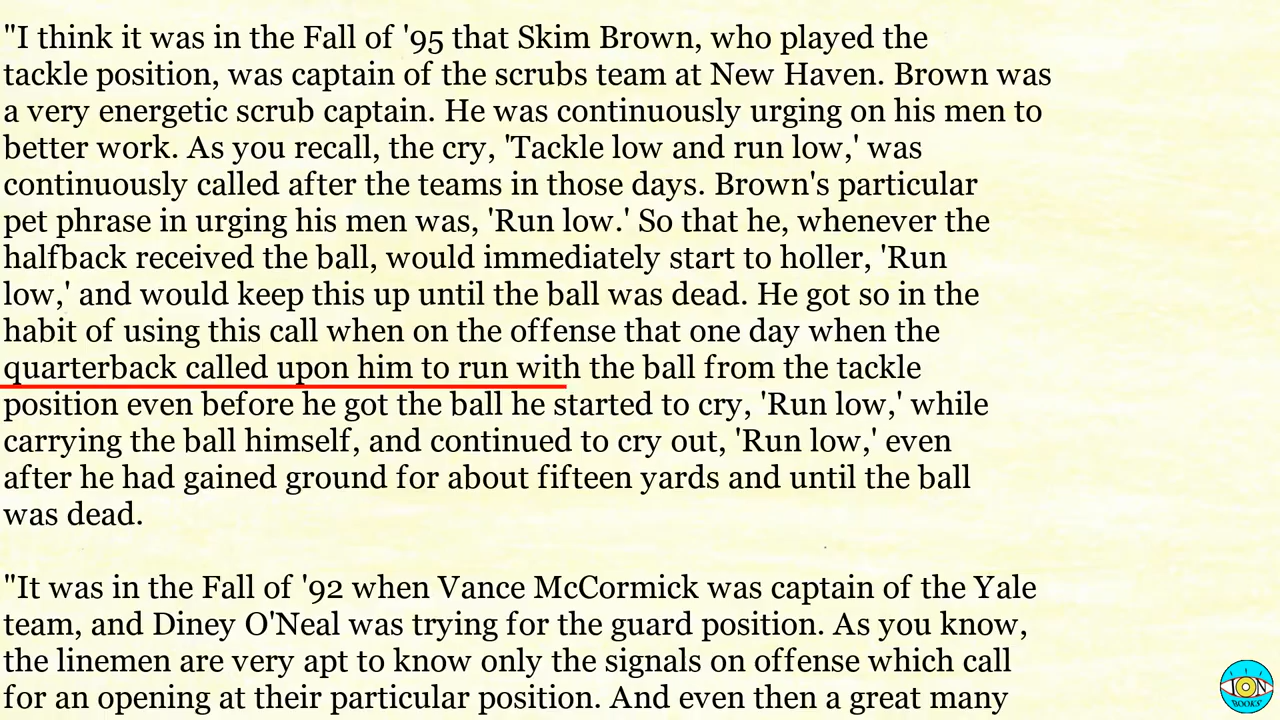 "I think it was in the Fall of '95 that Skim Brown, who played the
tackle position, was captain of the scrubs team at New Haven. Brown was
a very energetic scrub captain. He was continuously urging on his men to
better work. As you recall, the cry, 'Tackle low and run low,' was
continuously called after the teams in those days. Brown's particular
pet phrase in urging his men was, 'Run low.' So that he, whenever the
halfback received the ball, would immediately start to holler, 'Run
low,' and would keep this up until the ball was dead. He got so in the
habit of using this call when on the offense that one day when the
quarterback called upon him to run with the ball from the tackle
position even before he got the ball he started to cry, 'Run low,' while
carrying the ball himself, and continued to cry out, 'Run low,' even
after he had gained ground for about fifteen yards and until the ball
was dead.
"It was in the Fall of '92 when Vance McCormick was captain of the Yale
team, and Diney O'Neal was trying for the guard position. As you know,
the linemen are very apt to know only the signals on offense which call
for an opening at their particular position. And even then a great many
ION
BOOKS